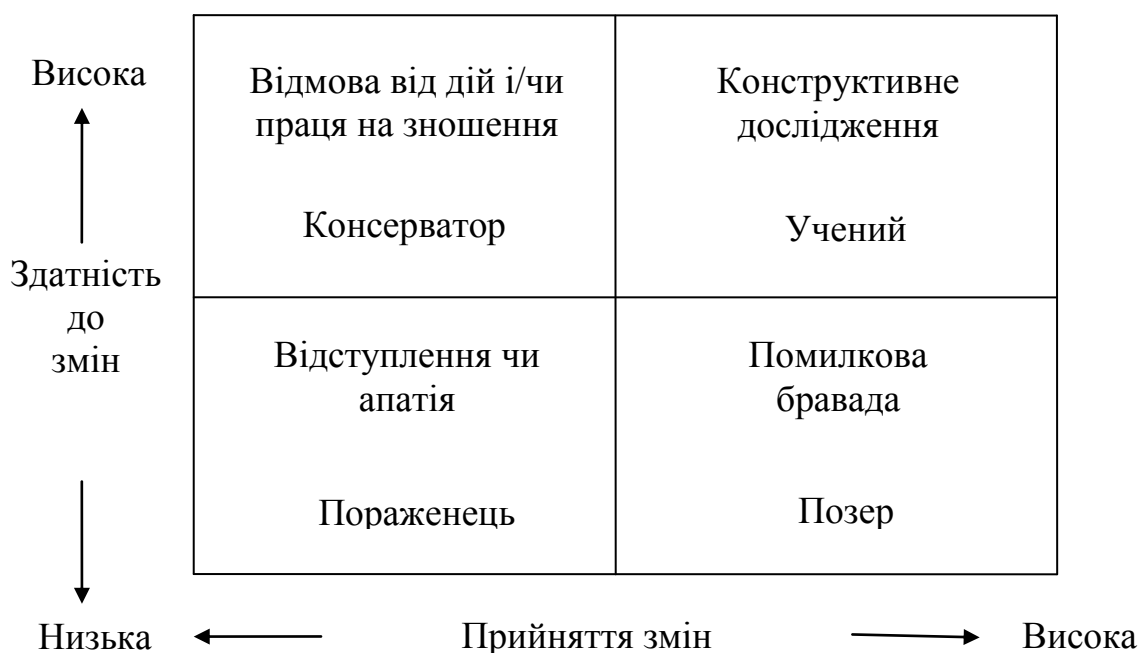 Висока
Відмова від дій і/чи
праця на зношення
Консерватор
Конструктивне
дослідження
Учений
Здатність
до
змін
Відступлення чи
апатія
Пораженець
Помилкова
бравада
Позер
Низька
Прийняття змін
Висока